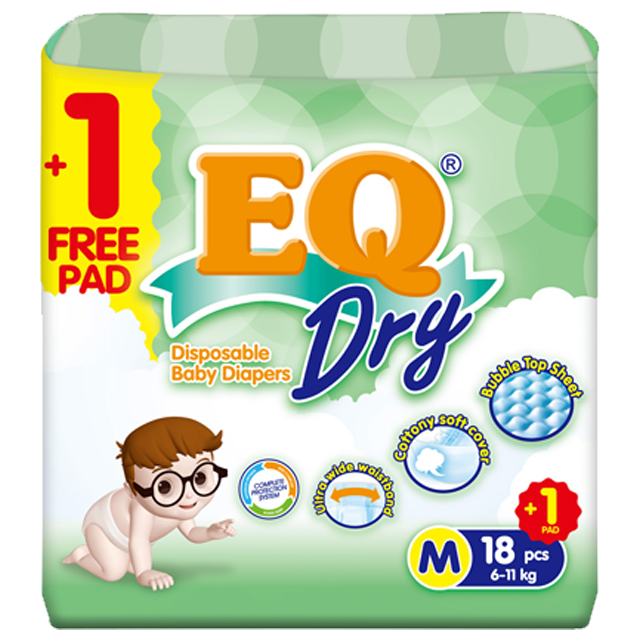 +1
FREE
PAD
EQ®
Dry
Disposable
Baby Diapers
Bubble Top Sheet
Cottony soft cover
Ultra wide waistband
COMPLETE
PROTECTION
SYSTEM
+1
PAD
M 18 pcs
6-11 kg